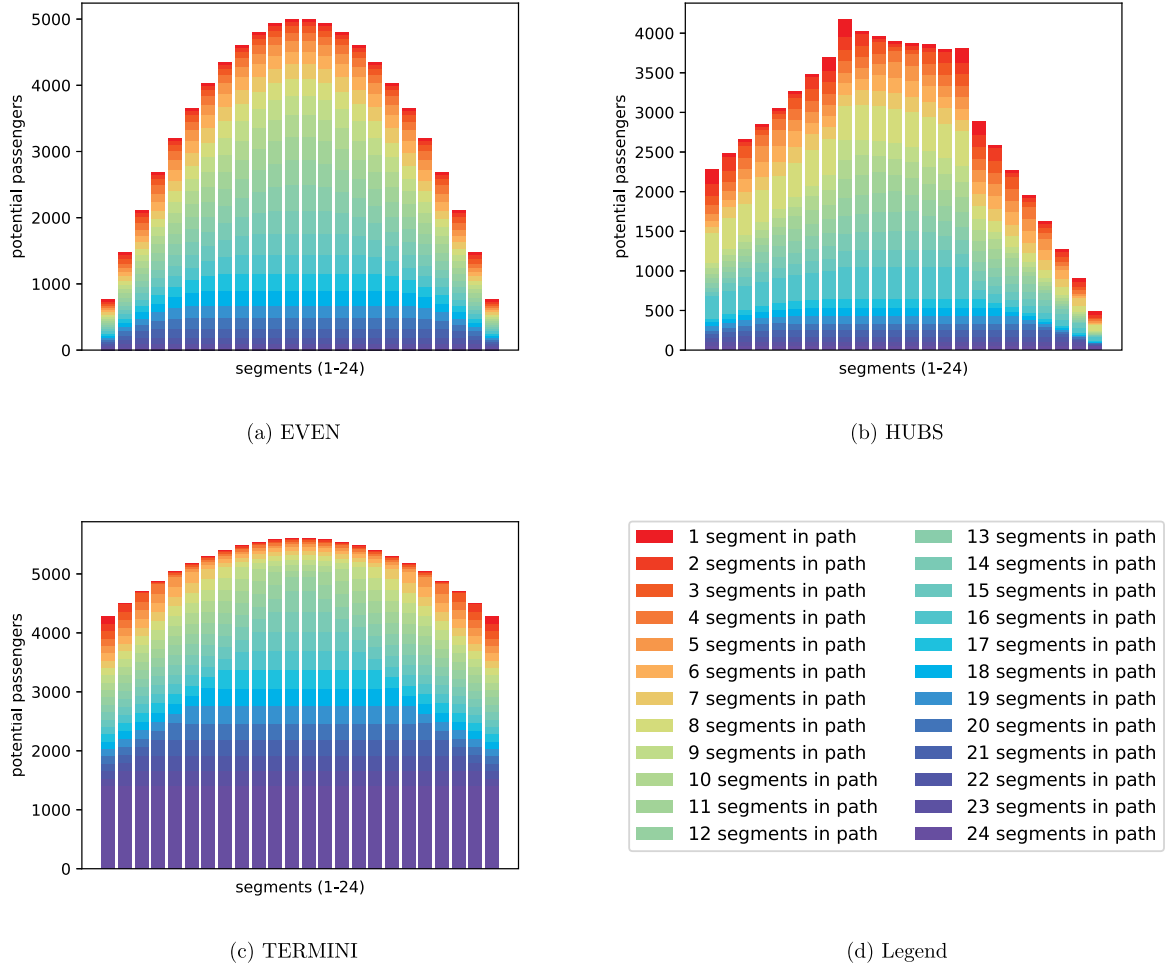 5000
4000
3000
2000
1000
0
potential passengers
segments (1-24)
(a) EVEN
4000
3500
3000
2500
2000
1500
1000
500
0
potential passengers
segments (1-24)
(b) HUBS
5000
4000
3000
2000
1000
0
potential passengers
segments (1-24)
(c) TERMINI
1 segment in path
2 segments in path
3 segments in path
4 segments in path
5 segments in path
6 segments in path
7 segments in path
8 segments in path
9 segments in path
10 segments in path
11 segments in path
12 segments in path
13 segments in path
14 segments in path
15 segments in path
16 segments in path
17 segments in path
18 segments in path
19 segments in path
20 segments in path
21 segments in path
22 segments in path
23 segments in path
24 segments in path
(d) Legend